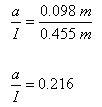 a/I = 0.098 m/0.455 m
a/I = 0.216